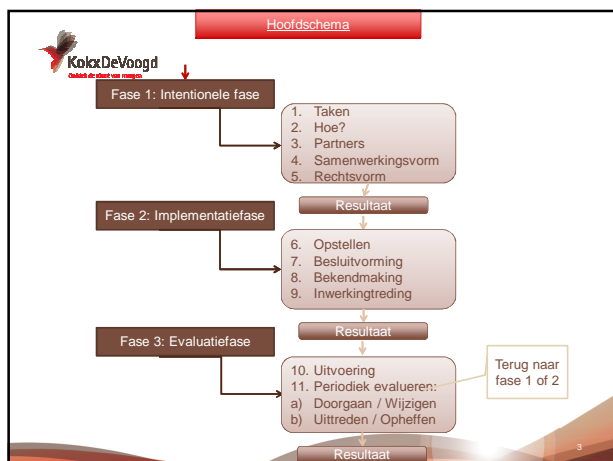 Hoofdschema
KokxDeVoogd
Fase 1: Intentionele fase
1. Taken
2. Hoe?
3. Partners
4. Samenwerkingsvorm
5. Rechtsvorm
Resultaat
Fase 2: Implementatiefase
6. Opstellen
7. Besluitvorming
8. Bekendmaking
9. Inwerkingtreding
Resultaat
Fase 3: Evaluatiefase
10. Uitvoering
11. Periodiek evalueren:
a) Doorgaan / Wijzigen
b) Uittreden / Opheffen
Terug naar
fase 1 of 2
Resultaat
3